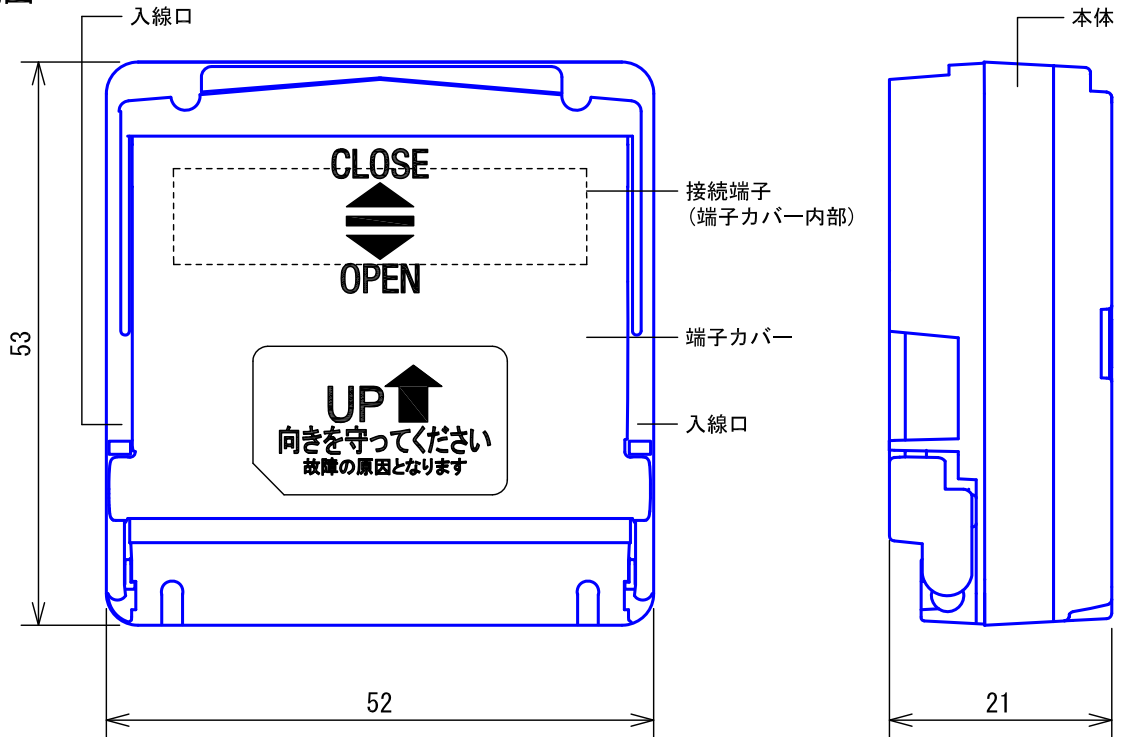 入線口
本体
CLOSE
接続端子
(端子カバー内部)
OPEN
53
端子カバー
UP
入線口
向きを守ってください
故障の原因となります
52
21